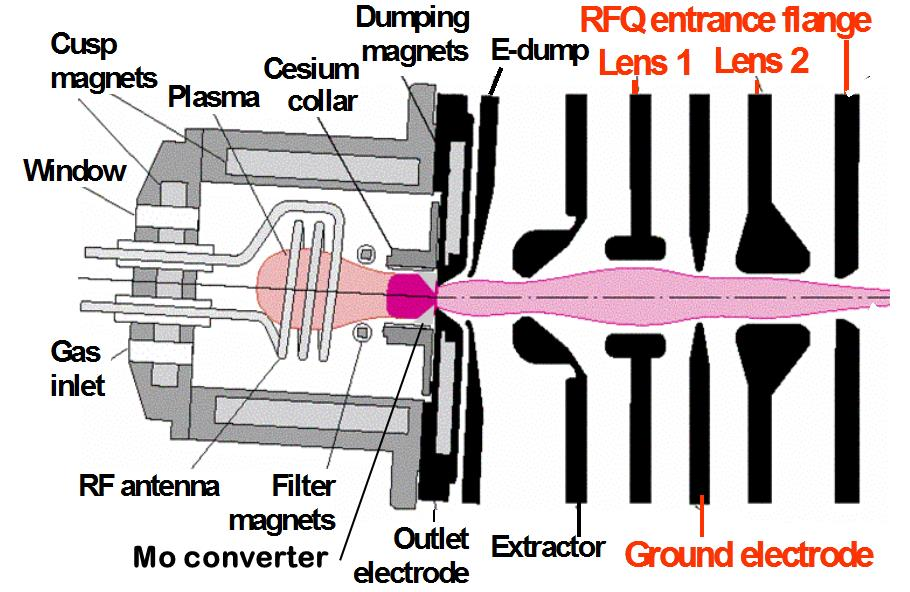 Dumping
magnets
RFQ entrance flange
Cusp
magnets
E-dump
Lens 1
Lens 2
Cesium
collar
Plasma
Window
Gas
inlet
RF antenna
Filter
magnets
Mo converter
Outlet
electrode
Extractor
Ground electrode